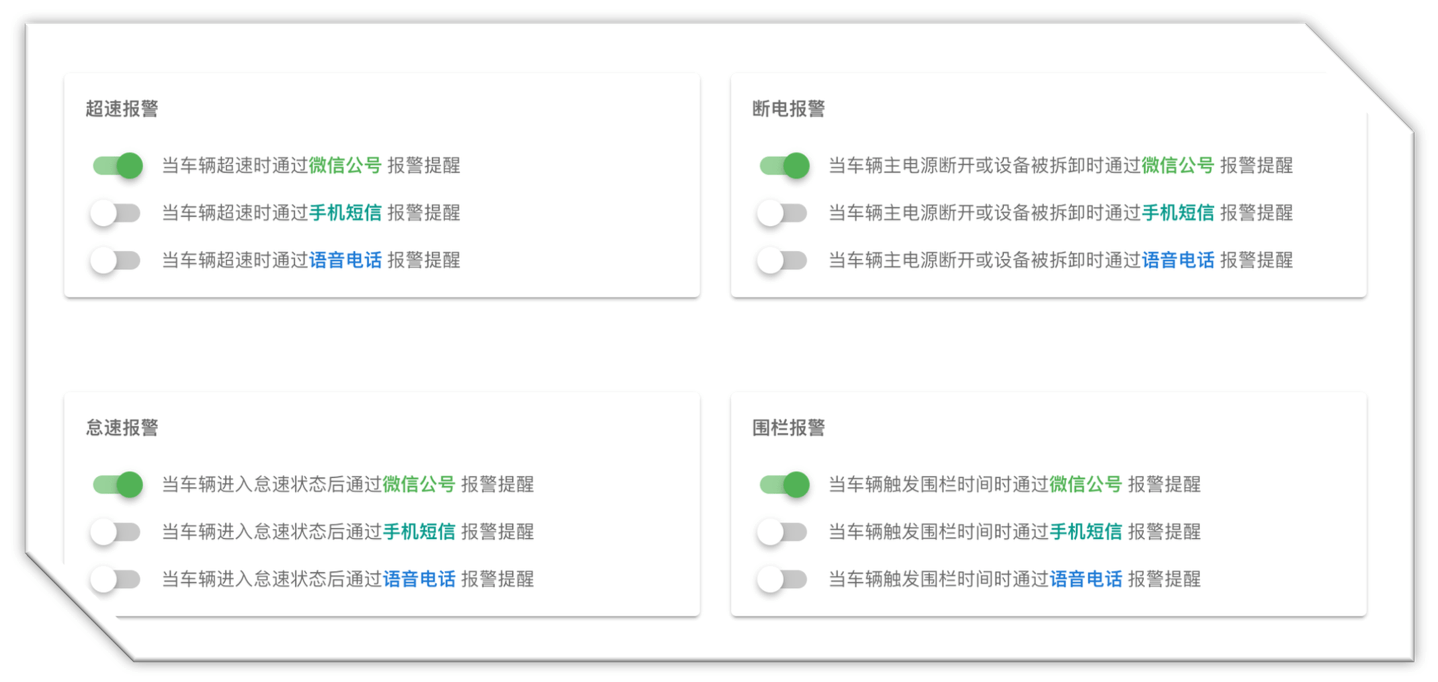 超速报警
当车辆超速时通过微信公号 报警提醒
当车辆超速时通过手机短信 报警提醒
当车辆超速时通过语音电话 报警提醒
断电报警
当车辆主电源断开或设备被拆卸时通过微信公号 报警提醒
当车辆主电源断开或设备被拆卸时通过手机短信 报警提醒
当车辆主电源断开或设备被拆卸时通过语音电话 报警提醒
怠速报警
当车辆进入怠速状态后通过微信公号 报警提醒
当车辆进入怠速状态后通过手机短信 报警提醒
当车辆进入怠速状态后通过语音电话 报警提醒
围栏报警
当车辆触发围栏时间时通过微信公号 报警提醒
当车辆触发围栏时间时通过手机短信 报警提醒
当车辆触发围栏时间时通过语音电话 报警提醒